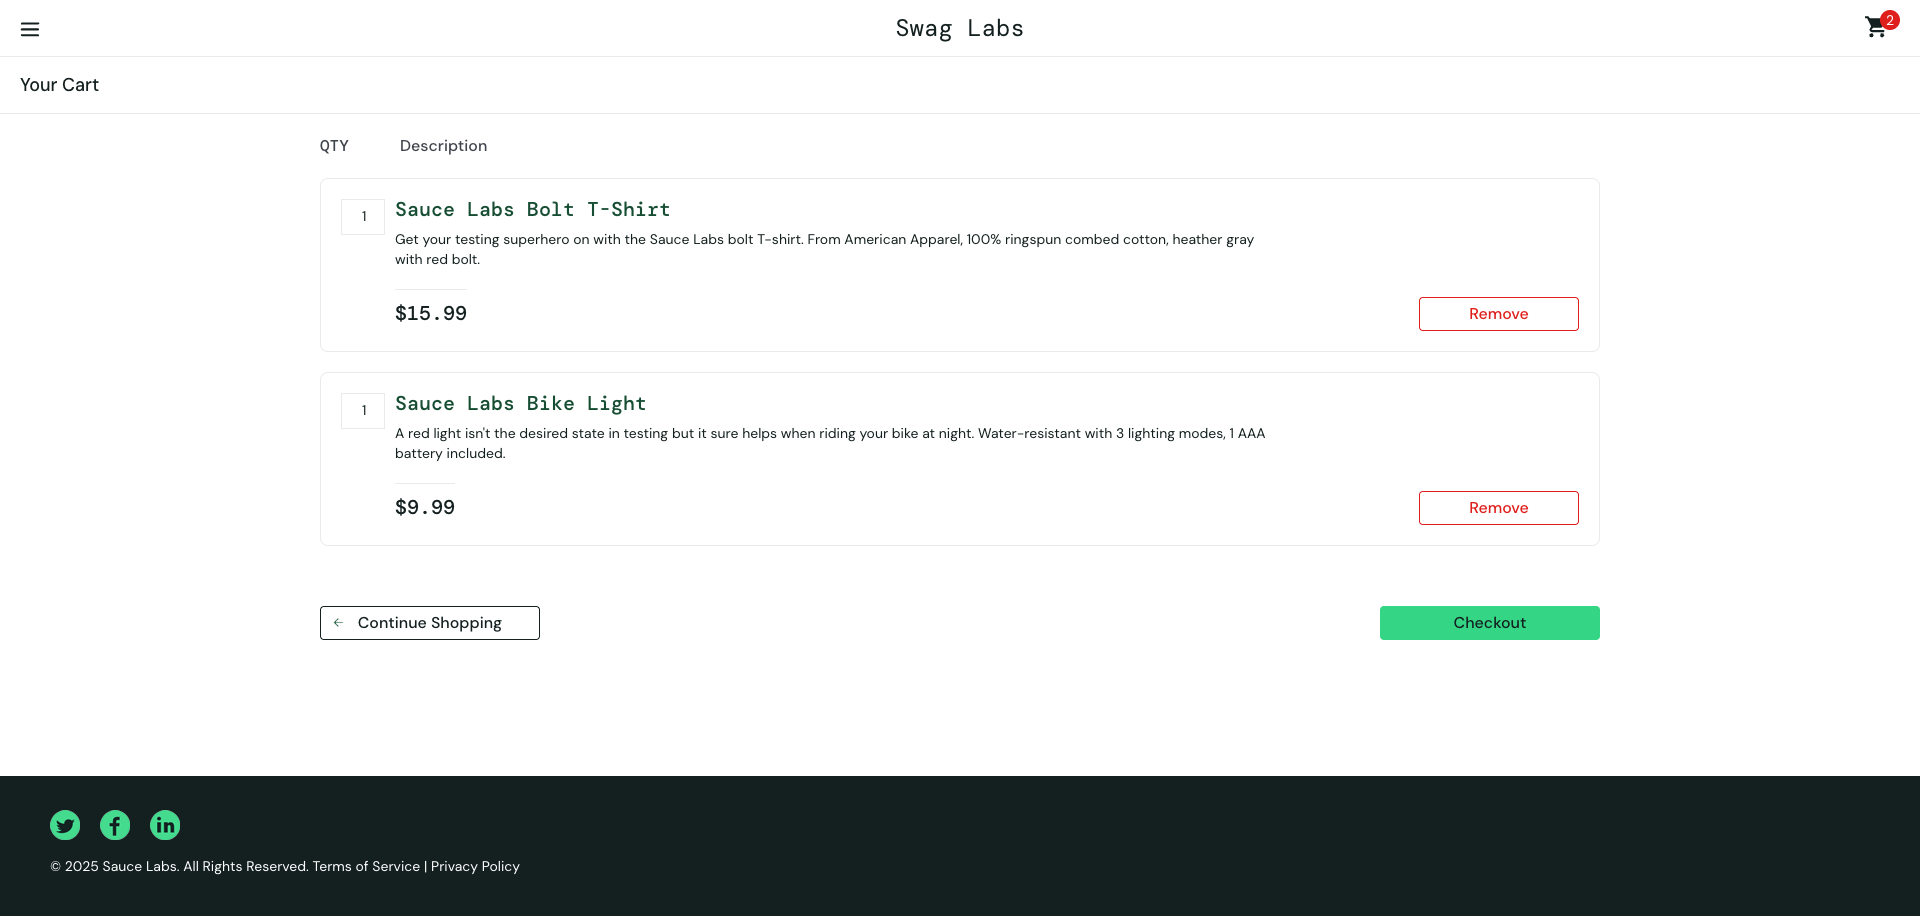 Swag Labs
2
Your Cart
QTY Description
1
Sauce Labs Bolt T-Shirt
Get your testing superhero on with the Sauce Labs bolt T-shirt. From American Apparel, 100% ringspun combed cotton, heather gray
with red bolt.
$15.99
Remove
1
Sauce Labs Bike Light
A red light isn't the desired state in testing but it sure helps when riding your bike at night. Water-resistant with 3 lighting modes, 1 AAA
battery included.
$9.99
Remove
Continue Shopping
Checkout
© 2025 Sauce Labs. All Rights Reserved. Terms of Service | Privacy Policy